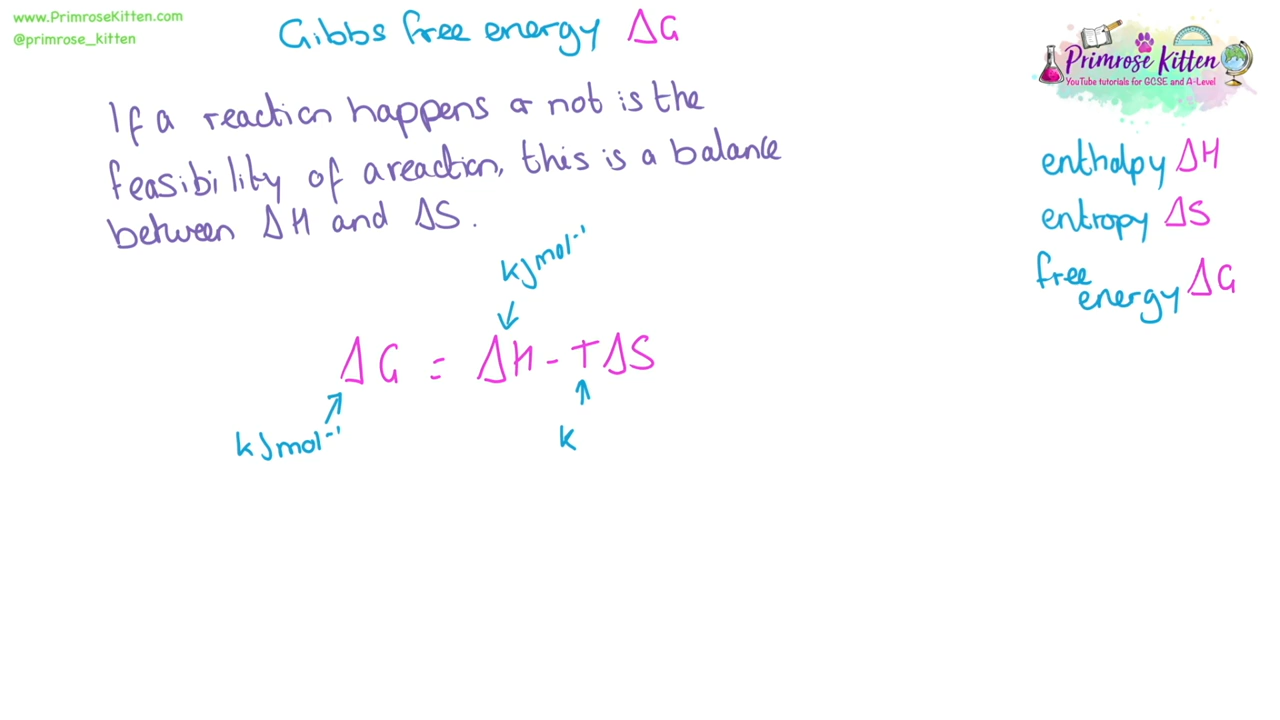 www.PrimroseKitten.com
@primrose_kitten
Gibbs free energy ΔG
Primrose Kitten
YouTube tutorials for GCSE and A-Level
If a reaction happens or not is the
feasibility of a reaction, this is a balance
between ΔH and ΔS.
enthalpy ΔH
entropy ΔS
free
energy ΔG
kJmol⁻¹
ΔG = ΔH - TΔS
kJmol⁻¹
k